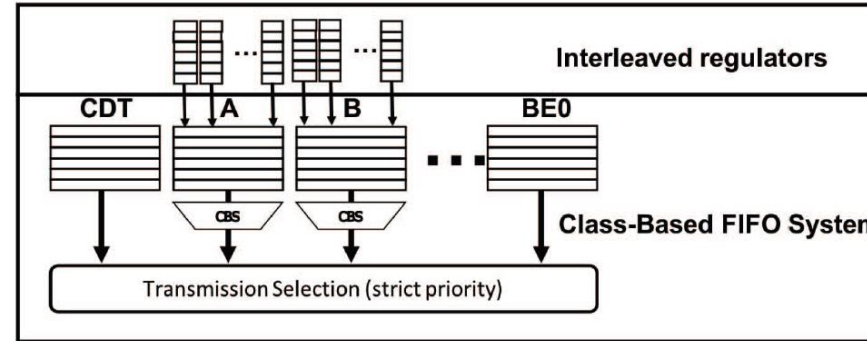 Interleaved regulators
CDT A B BE0
CBS CBS
Class-Based FIFO System
Transmission Selection (strict priority)